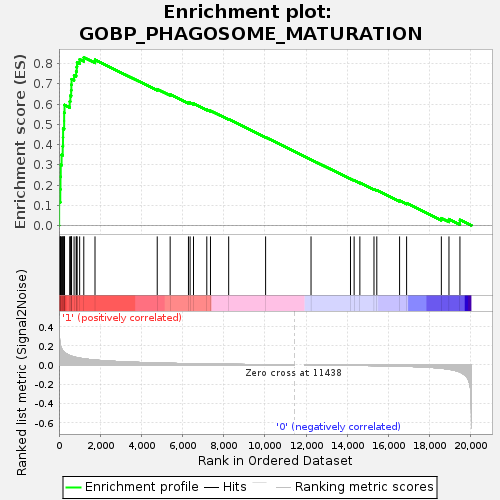 Enrichment plot:
GOBP_PHAGOSOME_MATURATION
Enrichment score (ES)
0.8
0.7
0.6
0.5
0.4
0.3
0.2
0.1
0.0
'1' (positively correlated)
Ranked list metric (Signal2Noise)
0.4
0.2
0.0
-0.2
-0.4
-0.6
Zero cross at 11438
'0' (negatively correlated)
0 2,000 4,000 6,000 8,000 10,000 12,000 14,000 16,000 18,000 20,000
Rank in Ordered Dataset
Enrichment profile Hits Ranking metric scores